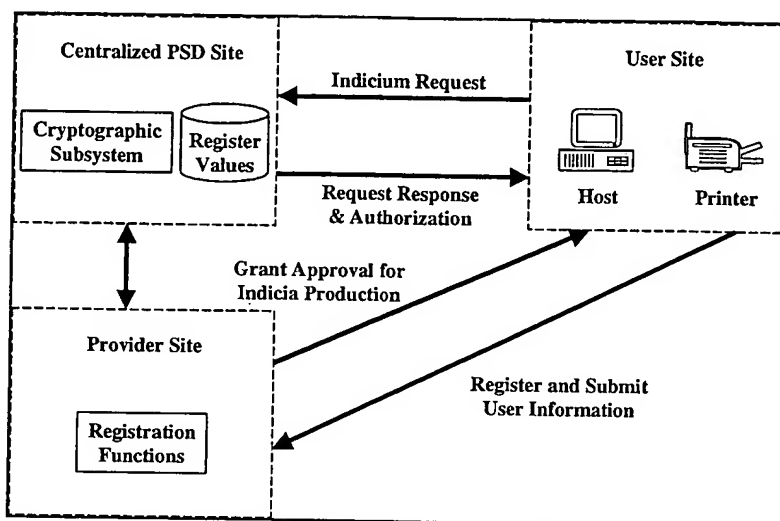 Centralized PSD Site
Cryptographic
Subsystem
Register
Values
Indicium Request
User Site
Host
Printer
Request Response
& Authorization
Grant Approval for
Indicia Production
Provider Site
Registration
Functions
Register and Submit
User Information